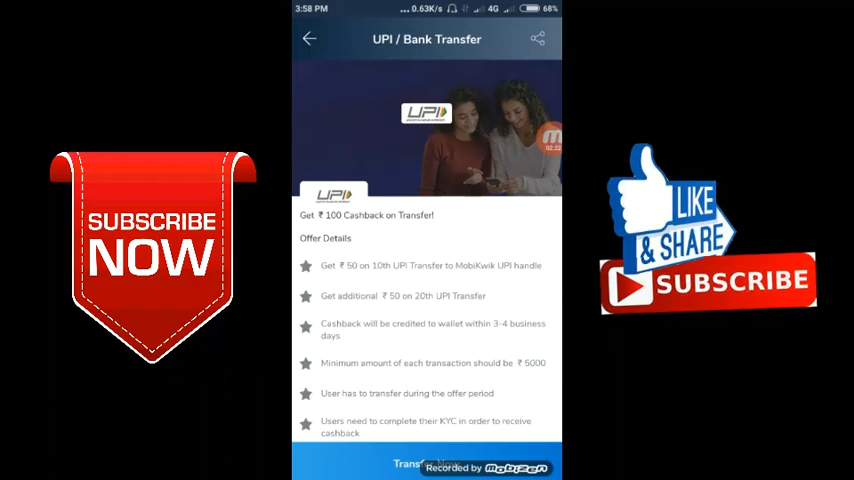 3:58 PM ... 0.63K/s 4G 68%
UPI / Bank Transfer
UPI
02:22
UPI
Get ₹ 100 Cashback on Transfer!
Offer Details
Get ₹ 50 on 10th UPI Transfer to MobiKwik UPI handle
Get additional ₹ 50 on 20th UPI Transfer
Cashback will be credited to wallet within 3-4 business
days
Minimum amount of each transaction should be ₹ 5000
User has to transfer during the offer period
Users need to complete their KYC in order to receive
cashback
Recorded by mobizen
SUBSCRIBE
NOW
LIKE
& SHARE
SUBSCRIBE